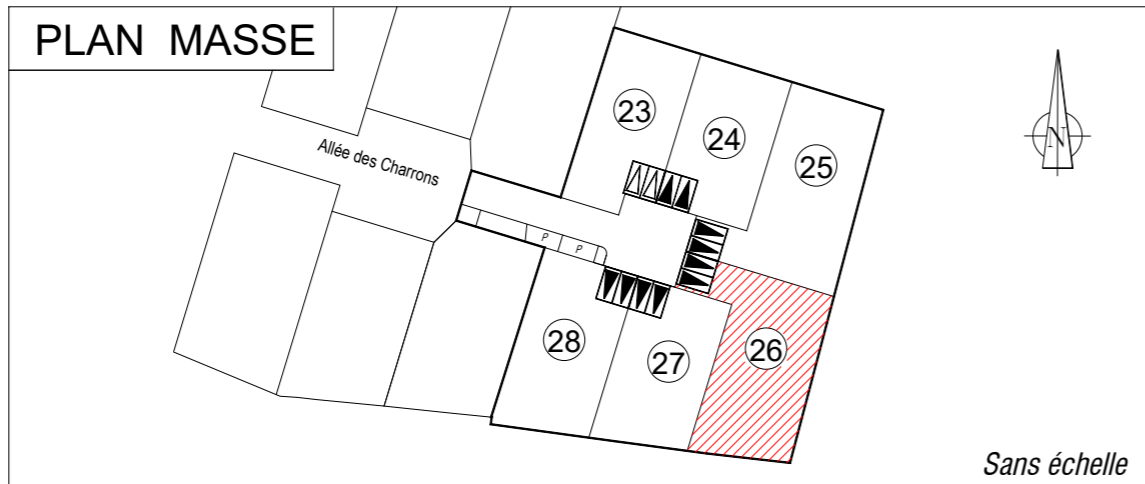 PLAN MASSE
23
24
25
Allée des Charrons
N
P P
28
27
26
Sans échelle